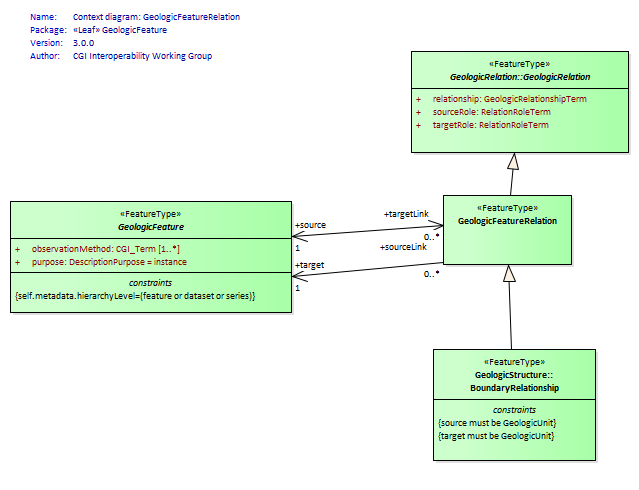 Name: Context diagram: GeologicFeatureRelation
Package: «Leaf» GeologicFeature
Version: 3.0.0
Author: CGI Interoperability Working Group
«FeatureType»
GeologicRelation::GeologicRelation
+ relationship: GeologicRelationshipTerm
+ sourceRole: RelationRoleTerm
+ targetRole: RelationRoleTerm
«FeatureType»
GeologicFeature
+ observationMethod: CGI_Term [1..*]
+ purpose: DescriptionPurpose = instance
constraints
{self.metadata.hierarchyLevel=(feature or dataset or series)}
+source
1
+targetLink
0..*
+target
1
+sourceLink
0..*
«FeatureType»
GeologicFeatureRelation
«FeatureType»
GeologicStructure::
BoundaryRelationship
constraints
{source must be GeologicUnit}
{target must be GeologicUnit}